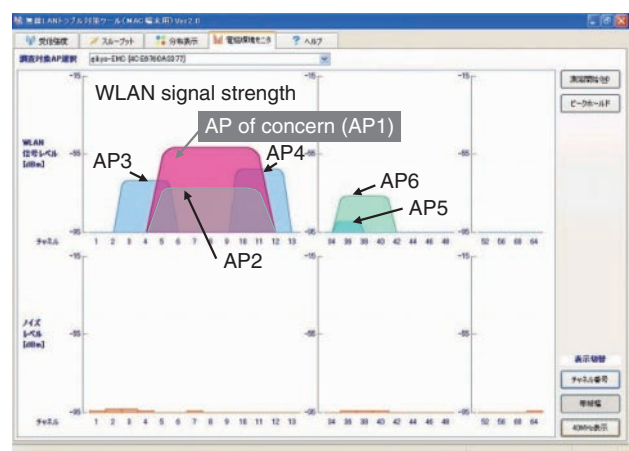 無線LANトラブル対策ツール(MAC端末用) Ver2.0
受信強度 スループット 分布表示 電波環境モニタ ? ヘルプ
調査対象AP選択
測定開始
ピークホールド
WLAN signal strength
AP of concern (AP1)
AP3 AP4
AP6
AP5
AP2
WLAN
信号レベル
[dBm]
-15 -15 -15
-55 -55 -55
-95 -95 -95
チャネル 1 2 3 4 5 6 7 8 9 10 11 12 13 34 36 38 40 42 44 46 48 52 56 60 64
ノイズ
レベル
[dBm]
-15 -15 -15
-55 -55 -55
-95 -95 -95
チャネル 1 2 3 4 5 6 7 8 9 10 11 12 13 34 36 38 40 42 44 46 48 52 56 60 64
表示切替
チャネル番号
帯域幅
40MHz表示